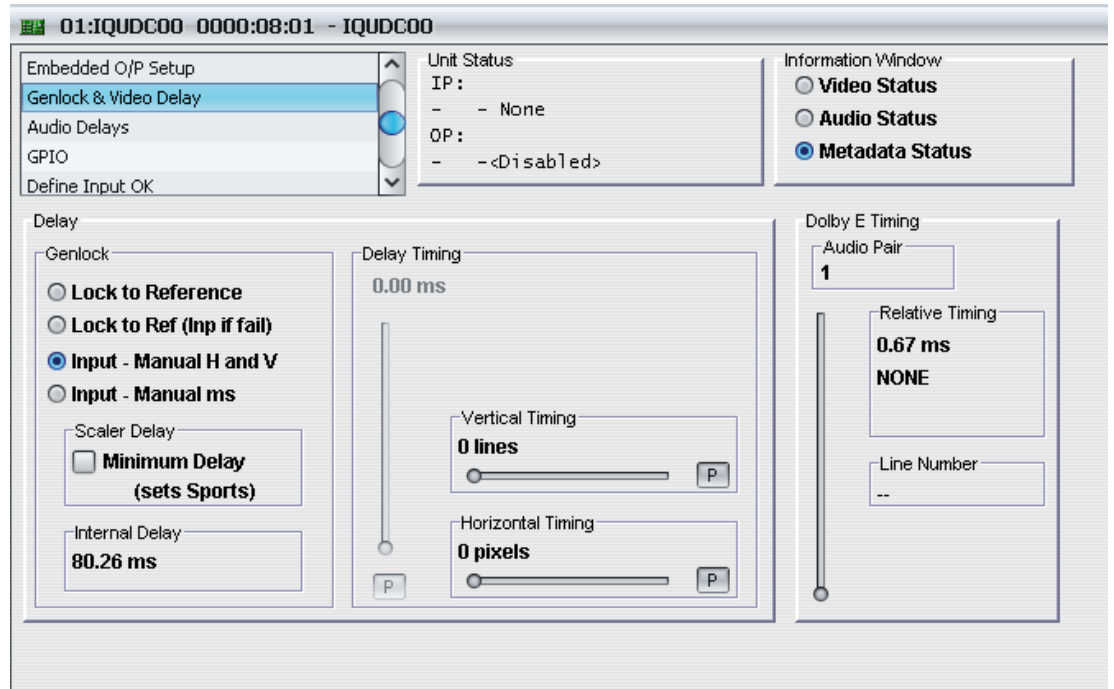 01:IQUDC00 0000:08:01 - IQUDC00
Embedded O/P Setup
Genlock & Video Delay
Audio Delays
GPIO
Define Input OK
Unit Status
IP:
- - None
OP:
- -<Disabled>
Information Window
Video Status
Audio Status
Metadata Status
Delay
Genlock
Lock to Reference
Lock to Ref (Inp if fail)
Input - Manual H and V
Input - Manual ms
Scaler Delay
Minimum Delay
(sets Sports)
Internal Delay
80.26 ms
Delay Timing
0.00 ms
P
Vertical Timing
0 lines
P
Horizontal Timing
0 pixels
P
Dolby E Timing
Audio Pair
1
Relative Timing
0.67 ms
NONE
Line Number
--